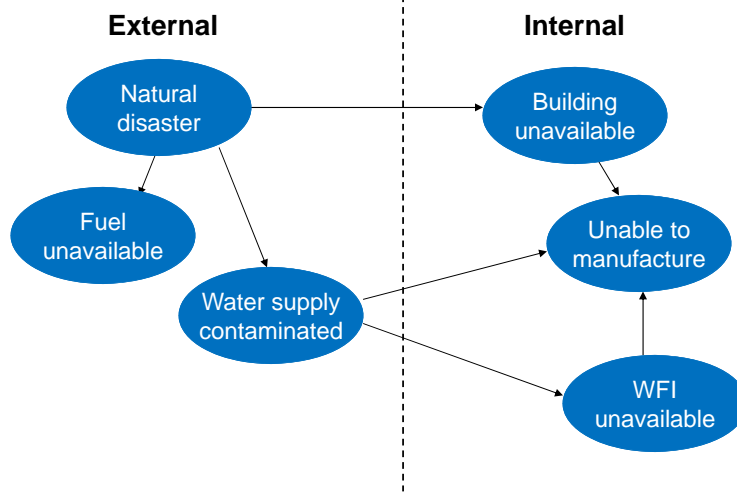 External
Internal
Natural
disaster
Building
unavailable
Fuel
unavailable
Unable to
manufacture
Water supply
contaminated
WFI
unavailable